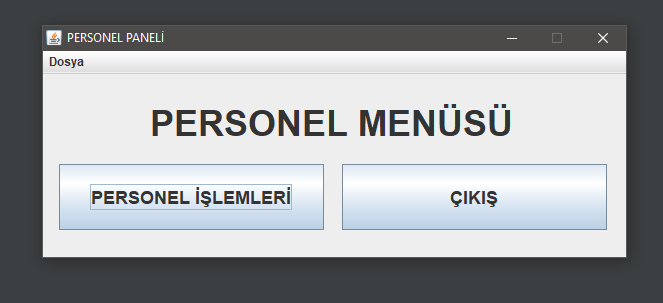 PERSONEL PANELİ
Dosya
PERSONEL MENÜSÜ
PERSONEL İŞLEMLERİ
ÇIKIŞ